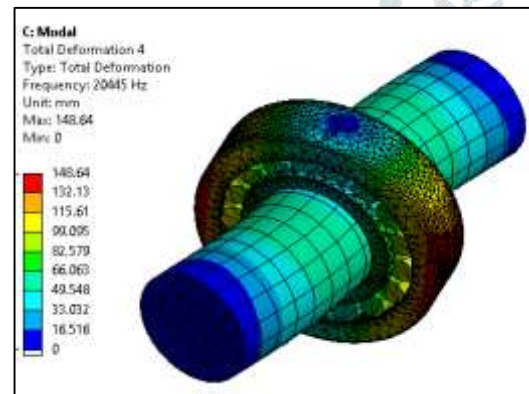 C: Modal
Total Deformation 4
Type: Total Deformation
Frequency: 20445 Hz
Unit: mm
Max: 148.64
Min: 0
148.64
132.13
115.61
99.095
82.579
66.063
49.548
33.032
16.516
0